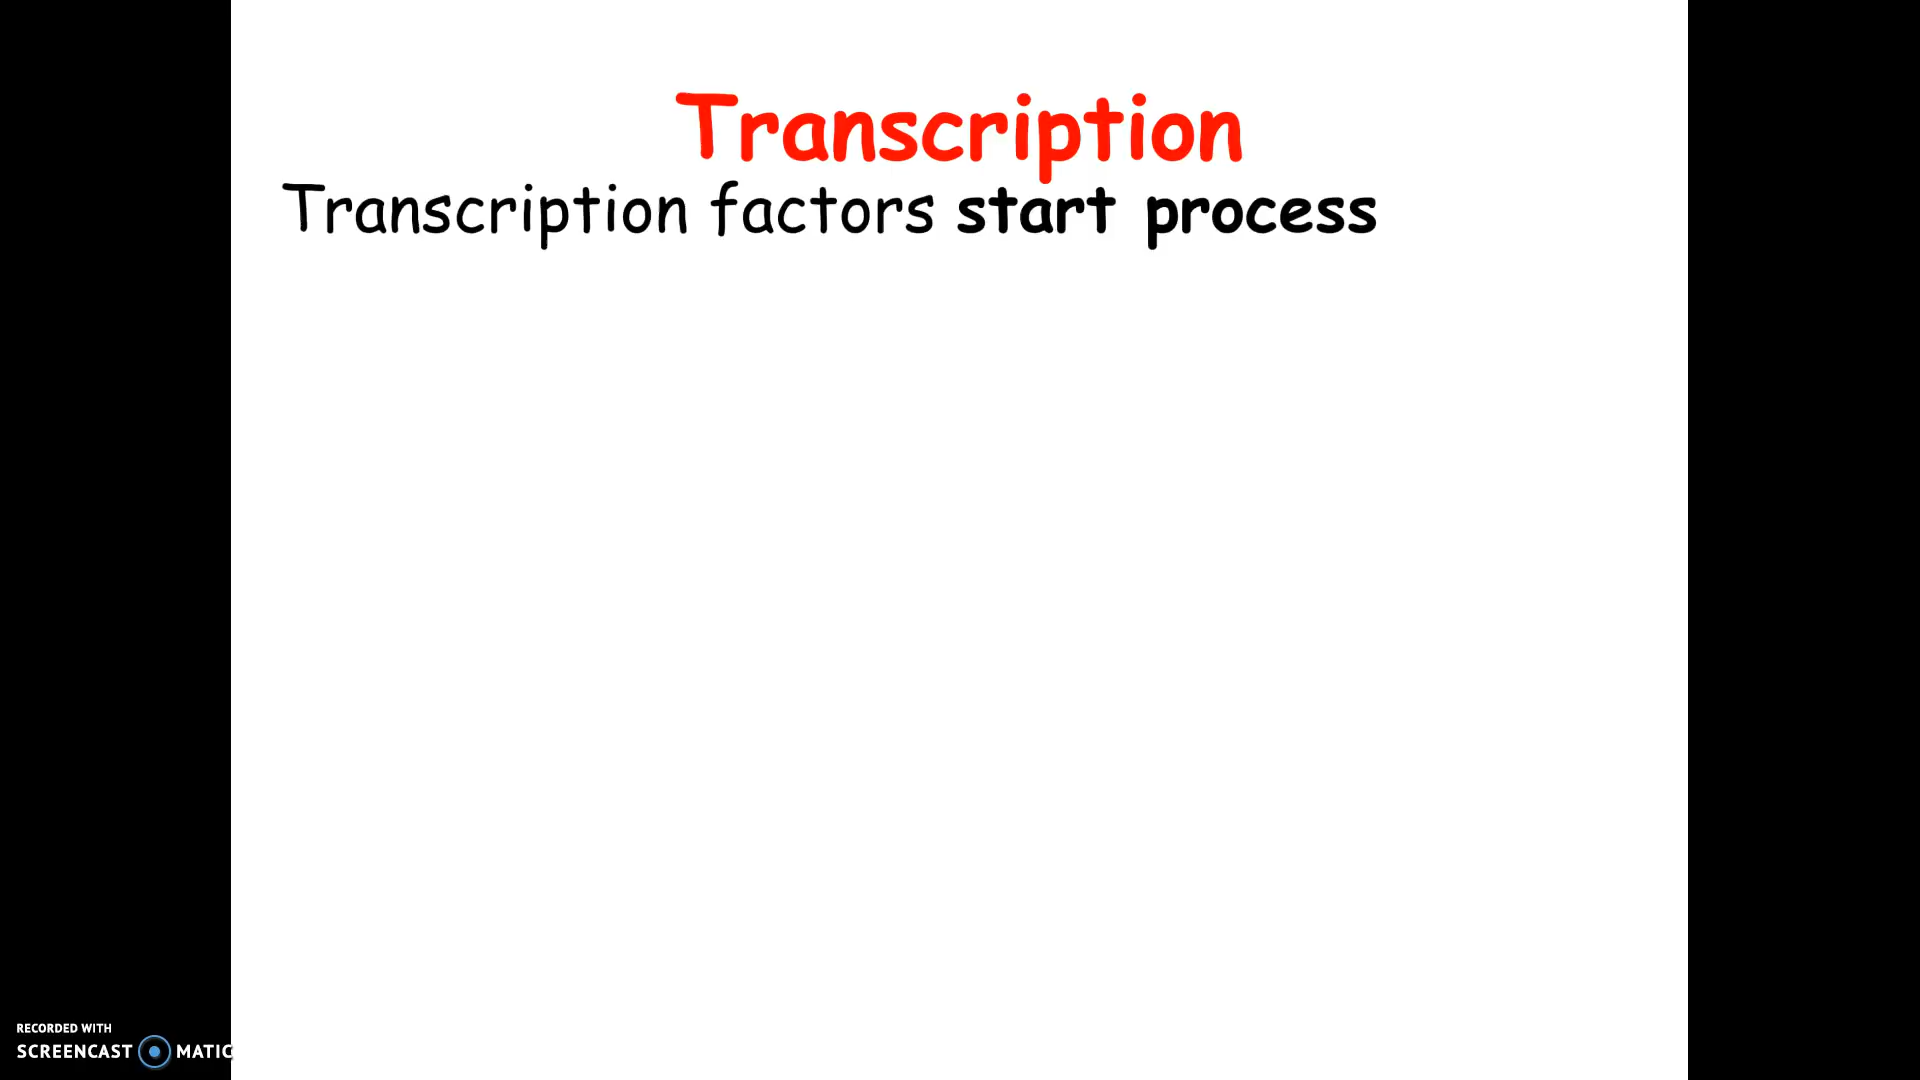 Transcription
Transcription factors start process
RECORDED WITH
SCREENCAST MATIC